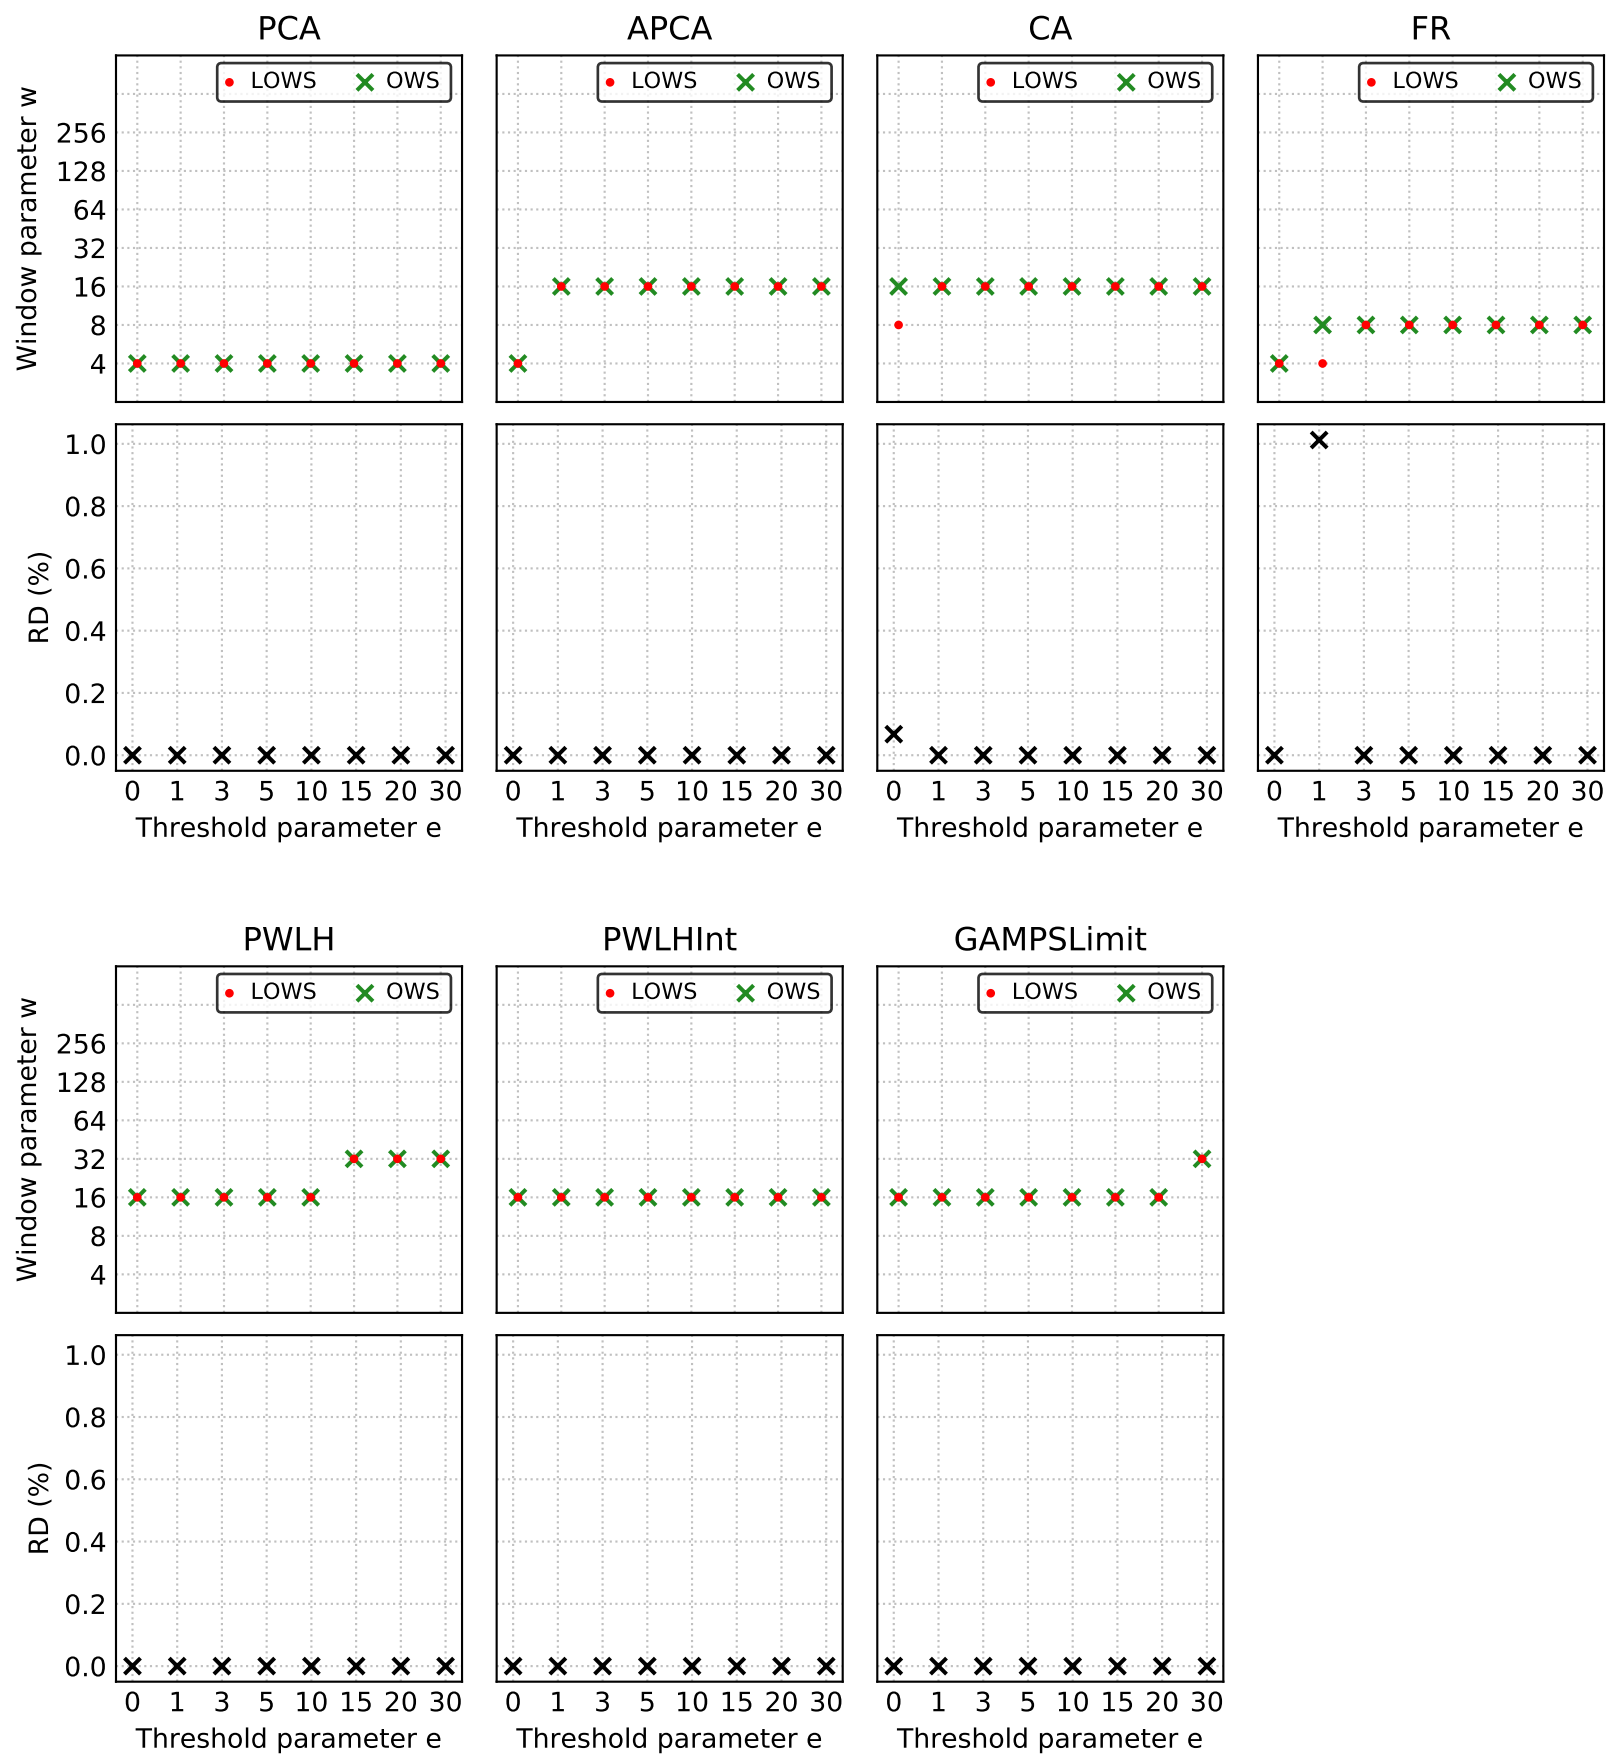 PCA APCA CA FR
LOWS OWS LOWS OWS LOWS OWS LOWS OWS
Window parameter w
256
128
64
32
16
8
4
RD (%)
1.0
0.8
0.6
0.4
0.2
0.0
0 1 3 5 10 15 20 30 0 1 3 5 10 15 20 30 0 1 3 5 10 15 20 30 0 1 3 5 10 15 20 30
Threshold parameter e Threshold parameter e Threshold parameter e Threshold parameter e
PWLH PWLHInt GAMPSLimit
LOWS OWS LOWS OWS LOWS OWS
Window parameter w
256
128
64
32
16
8
4
RD (%)
1.0
0.8
0.6
0.4
0.2
0.0
0 1 3 5 10 15 20 30 0 1 3 5 10 15 20 30 0 1 3 5 10 15 20 30
Threshold parameter e Threshold parameter e Threshold parameter e